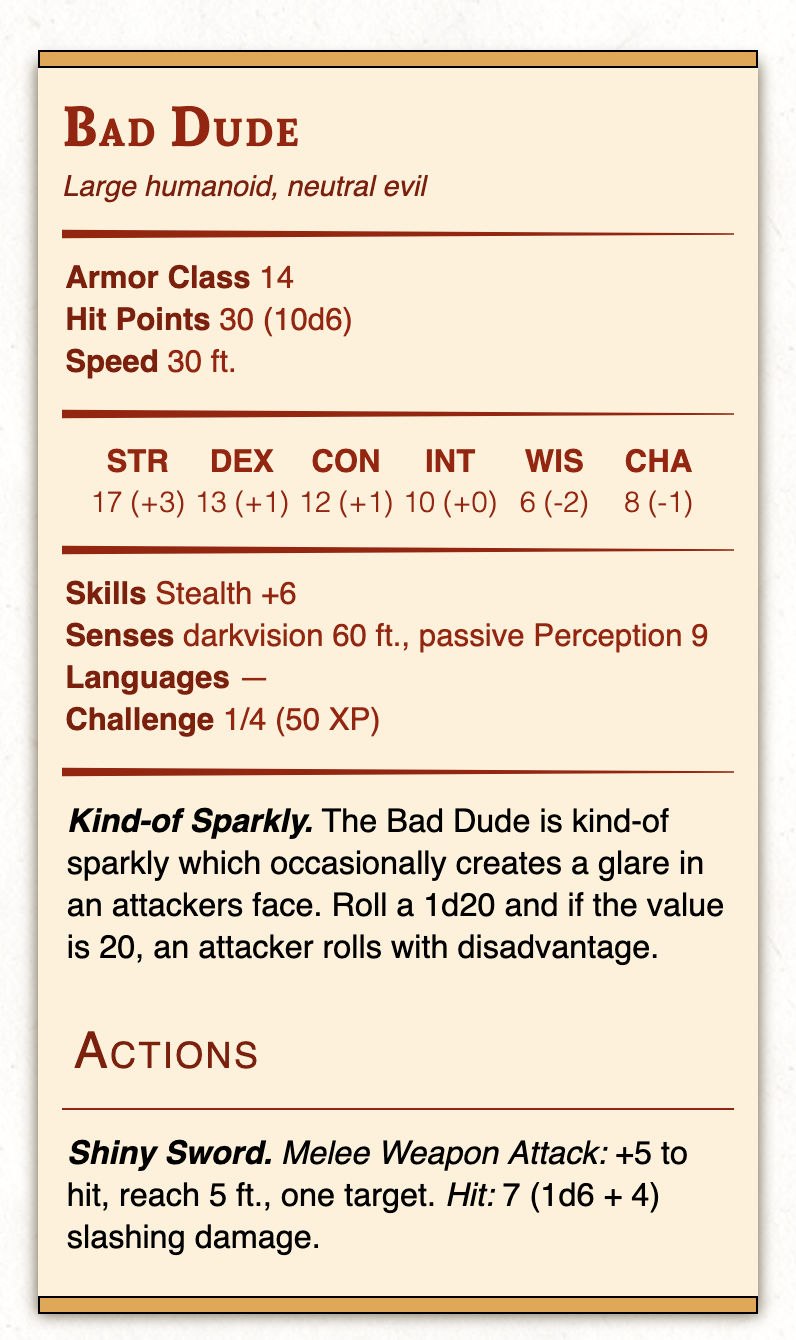 Bad Dude
Large humanoid, neutral evil
Armor Class 14
Hit Points 30 (10d6)
Speed 30 ft.
STR DEX CON INT WIS CHA
17 (+3) 13 (+1) 12 (+1) 10 (+0) 6 (-2) 8 (-1)
Skills Stealth +6
Senses darkvision 60 ft., passive Perception 9
Languages —
Challenge 1/4 (50 XP)
Kind-of Sparkly. The Bad Dude is kind-of
sparkly which occasionally creates a glare in
an attackers face. Roll a 1d20 and if the value
is 20, an attacker rolls with disadvantage.
Actions
Shiny Sword. Melee Weapon Attack: +5 to
hit, reach 5 ft., one target. Hit: 7 (1d6 + 4)
slashing damage.